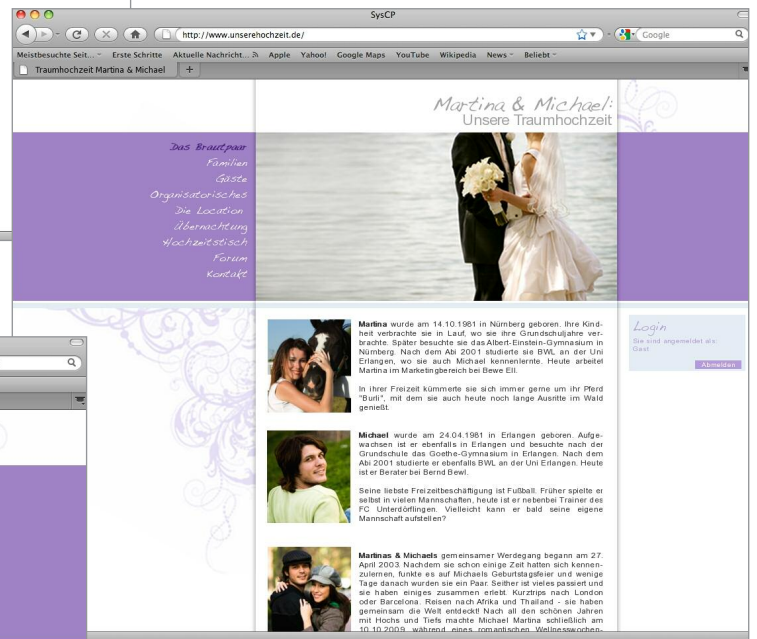 SysCP
http://www.unserehochzeit.de/
Google
Meistbesuchte Seit...
Erste Schritte
Aktuelle Nachricht...
Apple
Yahoo!
Google Maps
YouTube
Wikipedia
News
Beliebt
Traumhochzeit Martina & Michael
+
Martina & Michael:
Unsere Traumhochzeit
Das Brautpaar
Familien
Gäste
Organisatorisches
Die Location
Übernachtung
Hochzeitstisch
Forum
Kontakt
Martina wurde am 14.10.1981 in Nürnberg geboren. Ihre Kind-
heit verbrachte sie in Lauf, wo sie ihre Grundschuljahre ver-
brachte. Später besuchte sie das Albert-Einstein-Gymnasium in
Nürnberg. Nach dem Abi 2001 studierte sie BWL an der Uni
Erlangen, wo sie auch Michael kennenlernte. Heute arbeitet
Martina im Marketingbereich bei Bewe Ell.
In ihrer Freizeit kümmerte sie sich immer gerne um ihr Pferd
"Burli", mit dem sie auch heute noch lange Ausritte im Wald
genießt.
Michael wurde am 24.04.1981 in Erlangen geboren. Aufge-
wachsen ist er ebenfalls in Erlangen und besuchte nach der
Grundschule das Goethe-Gymnasium in Erlangen. Nach dem
Abi 2001 studierte er ebenfalls BWL an der Uni Erlangen. Heute
ist er Berater bei Bernd Bewl.
Seine liebste Freizeitbeschäftigung ist Fußball. Früher spielte er
selbst in vielen Mannschaften, heute ist er nebenbei Trainer des
FC Unterdörflingen. Vielleicht kann er bald seine eigene
Mannschaft aufstellen?
Martinas & Michaels gemeinsamer Werdegang begann am 27.
April 2003. Nachdem sie schon einige Zeit hatten sich kennen-
zulernen, funkte es auf Michaels Geburtstagsfeier und wenige
Tage danach wurden sie ein Paar. Seither ist vieles passiert und
sie haben einiges zusammen erlebt. Kurztrips nach London
oder Barcelona. Reisen nach Afrika und Thailand - sie haben
gemeinsam die Welt entdeckt! Nach all den schönen Jahren
mit Hochs und Tiefs machte Michael Martina schließlich am
10.10.2009 während eines romantischen Wellnesswochen-
Login
Sie sind angemeldet als:
Gast
Abmelden